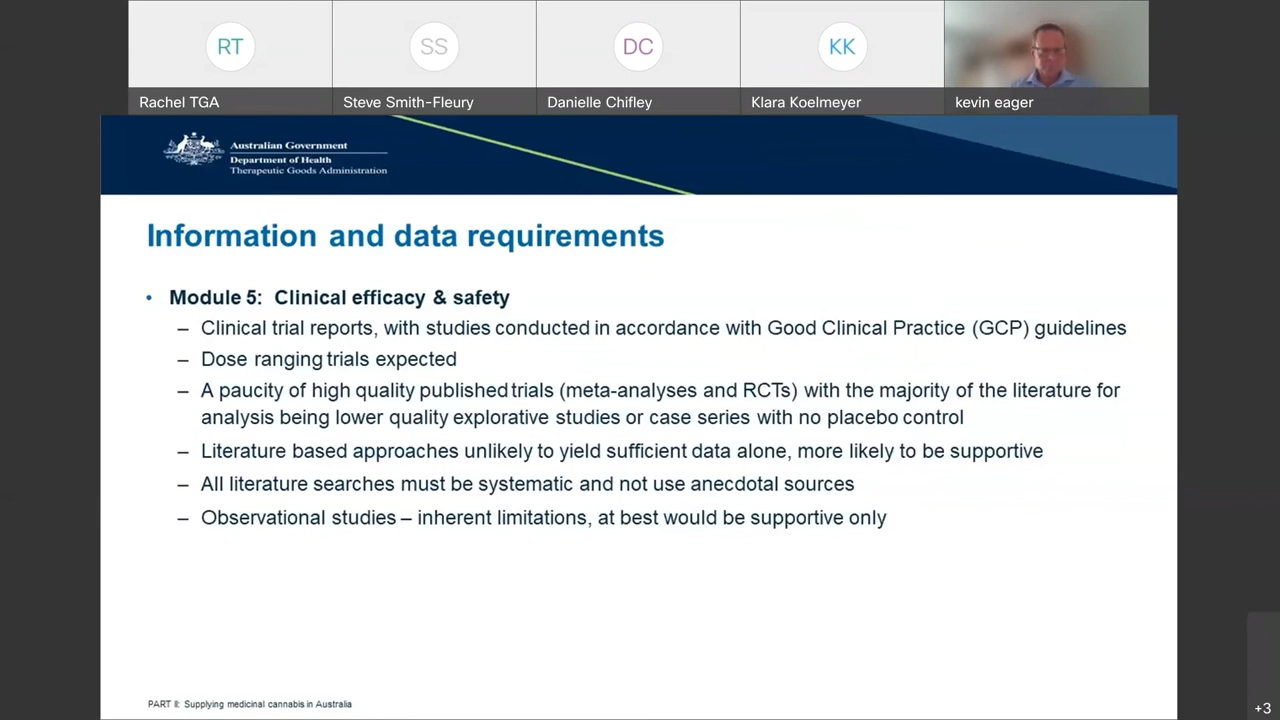 RT
SS
DC
KK
Rachel TGA
Steve Smith-Fleury
Danielle Chifley
Klara Koelmeyer
kevin eager
Australian Government
Department of Health
Therapeutic Goods Administration
Information and data requirements
• Module 5: Clinical efficacy & safety
– Clinical trial reports, with studies conducted in accordance with Good Clinical Practice (GCP) guidelines
– Dose ranging trials expected
– A paucity of high quality published trials (meta-analyses and RCTs) with the majority of the literature for
analysis being lower quality explorative studies or case series with no placebo control
– Literature based approaches unlikely to yield sufficient data alone, more likely to be supportive
– All literature searches must be systematic and not use anecdotal sources
– Observational studies – inherent limitations, at best would be supportive only
PART II: Supplying medicinal cannabis in Australia
+3